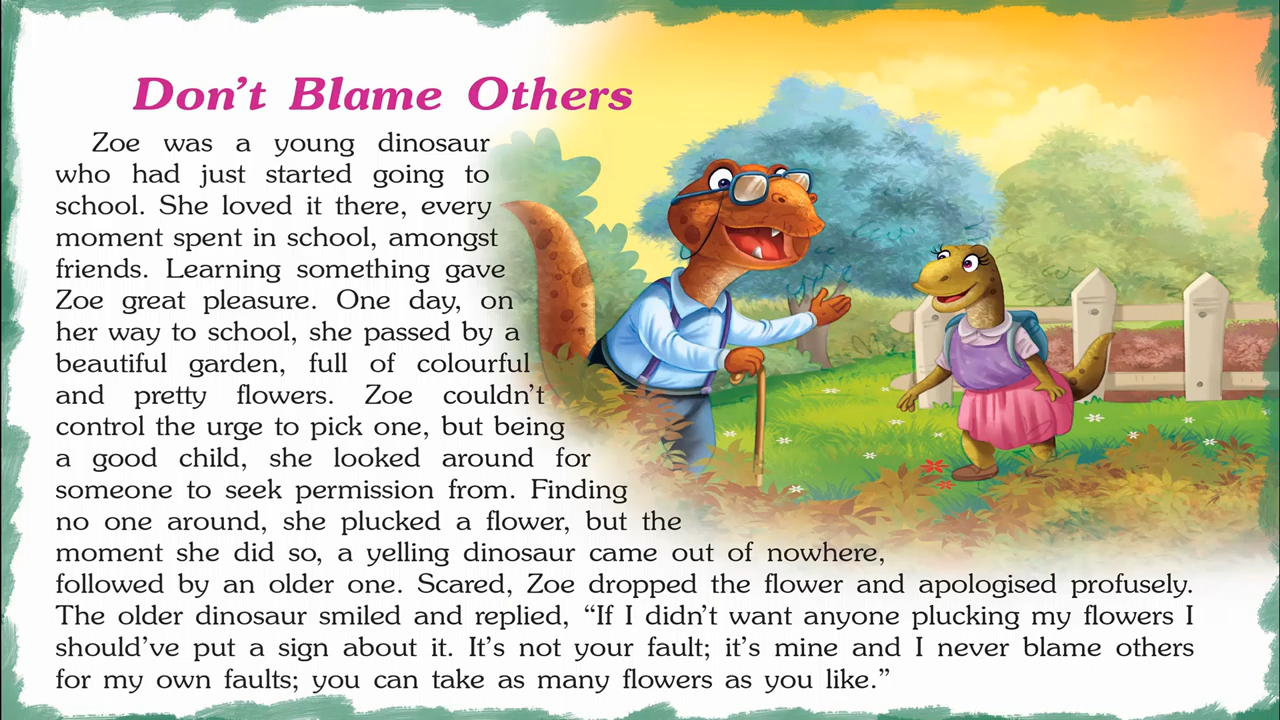 Don't Blame Others
Zoe was a young dinosaur
who had just started going to
school. She loved it there, every
moment spent in school, amongst
friends. Learning something gave
Zoe great pleasure. One day, on
her way to school, she passed by a
beautiful garden, full of colourful
and pretty flowers. Zoe couldn't
control the urge to pick one, but being
a good child, she looked around for
someone to seek permission from. Finding
no one around, she plucked a flower, but the
moment she did so, a yelling dinosaur came out of nowhere,
followed by an older one. Scared, Zoe dropped the flower and apologised profusely.
The older dinosaur smiled and replied, “If I didn't want anyone plucking my flowers I
should've put a sign about it. It's not your fault; it's mine and I never blame others
for my own faults; you can take as many flowers as you like.”